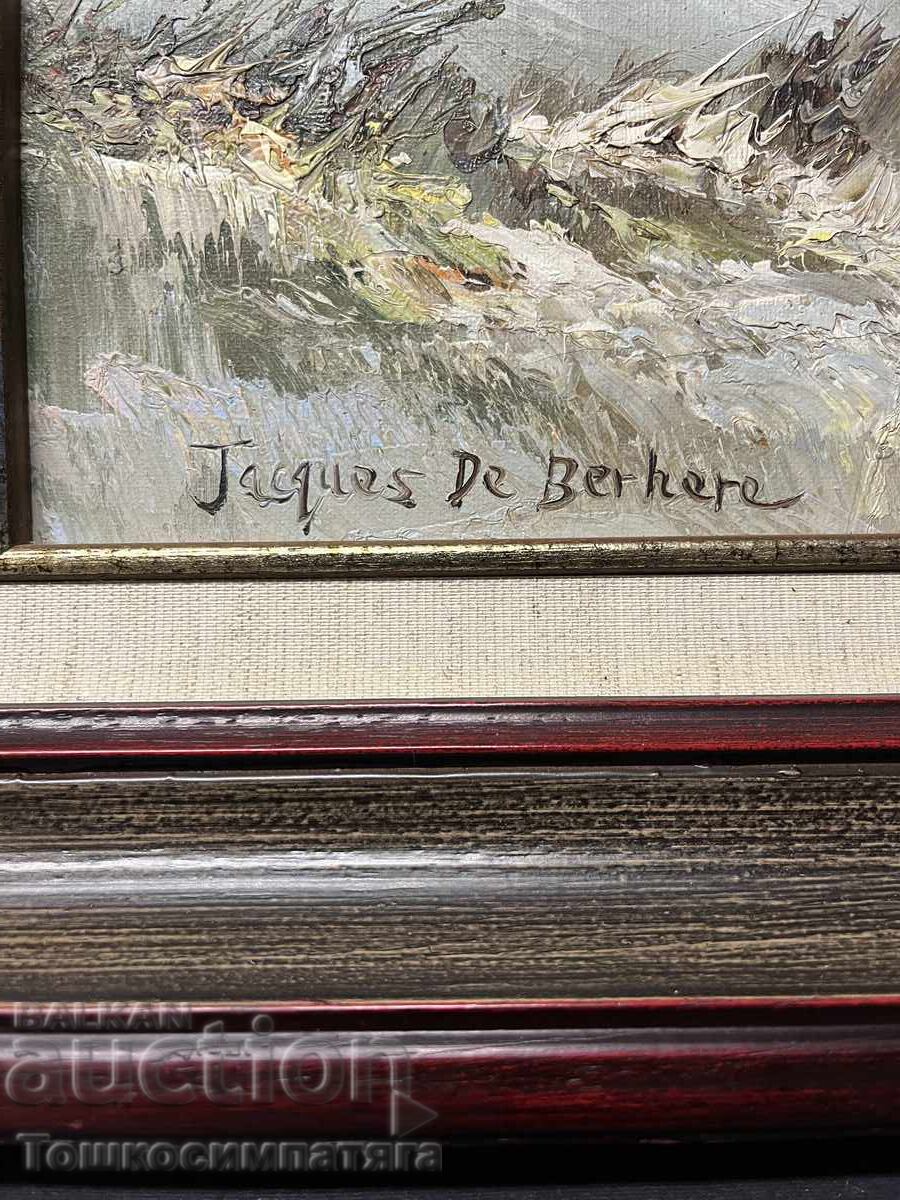 Jacques De Berhere
BALKAN
auction
Тошкосимпатяга